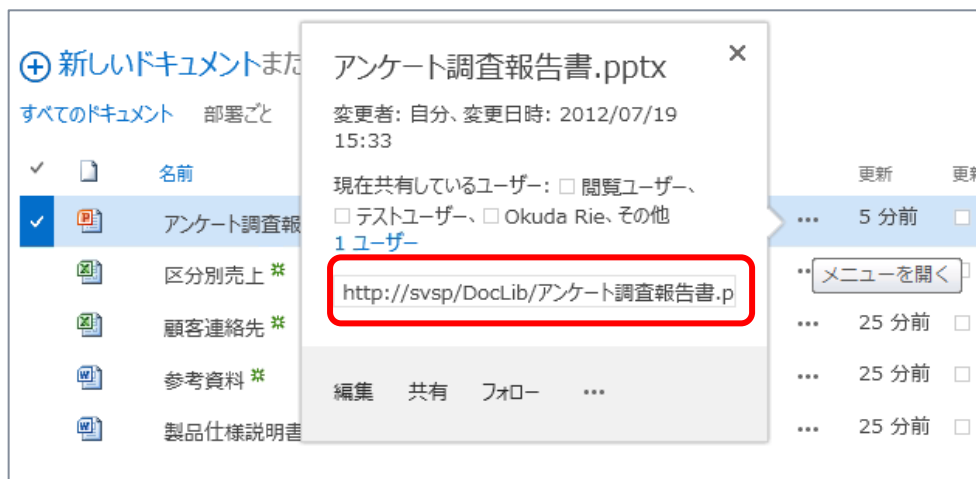 新しいドキュメントまた
すべてのドキュメント 部署ごと
名前 更新 更新
アンケート調査報 ... 5 分前
区分別売上 ..
顧客連絡先 ... 25 分前
参考資料 ... 25 分前
製品仕様説明書 ... 25 分前
アンケート調査報告書.pptx
変更者: 自分、変更日時: 2012/07/19
15:33
現在共有しているユーザー: 閲覧ユーザー、
テストユーザー、 Okuda Rie、その他
1 ユーザー
http://svsp/DocLib/アンケート調査報告書.p
編集 共有 フォロー ...
メニューを開く